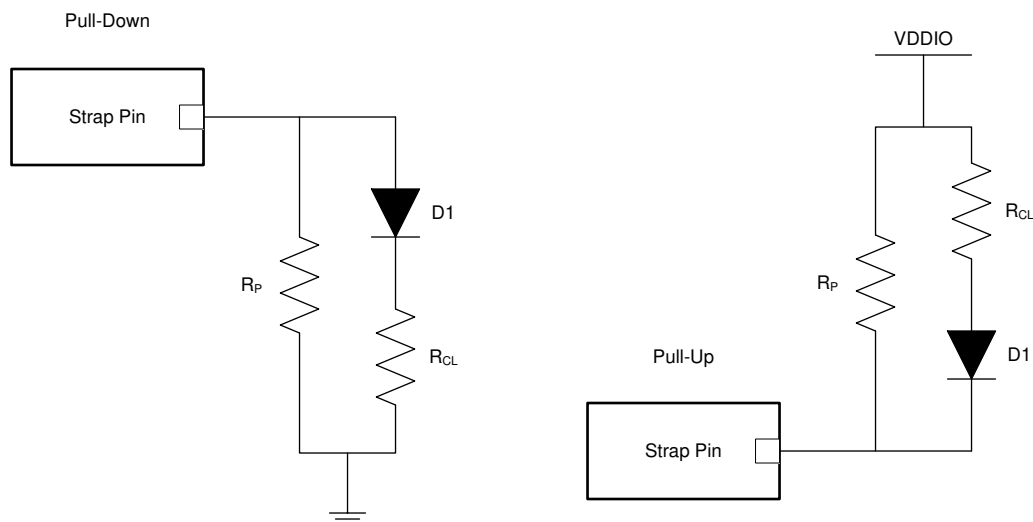 Pull-Down
Strap Pin
D1
RP
RCL
VDDIO
RCL
RP
D1
Pull-Up
Strap Pin